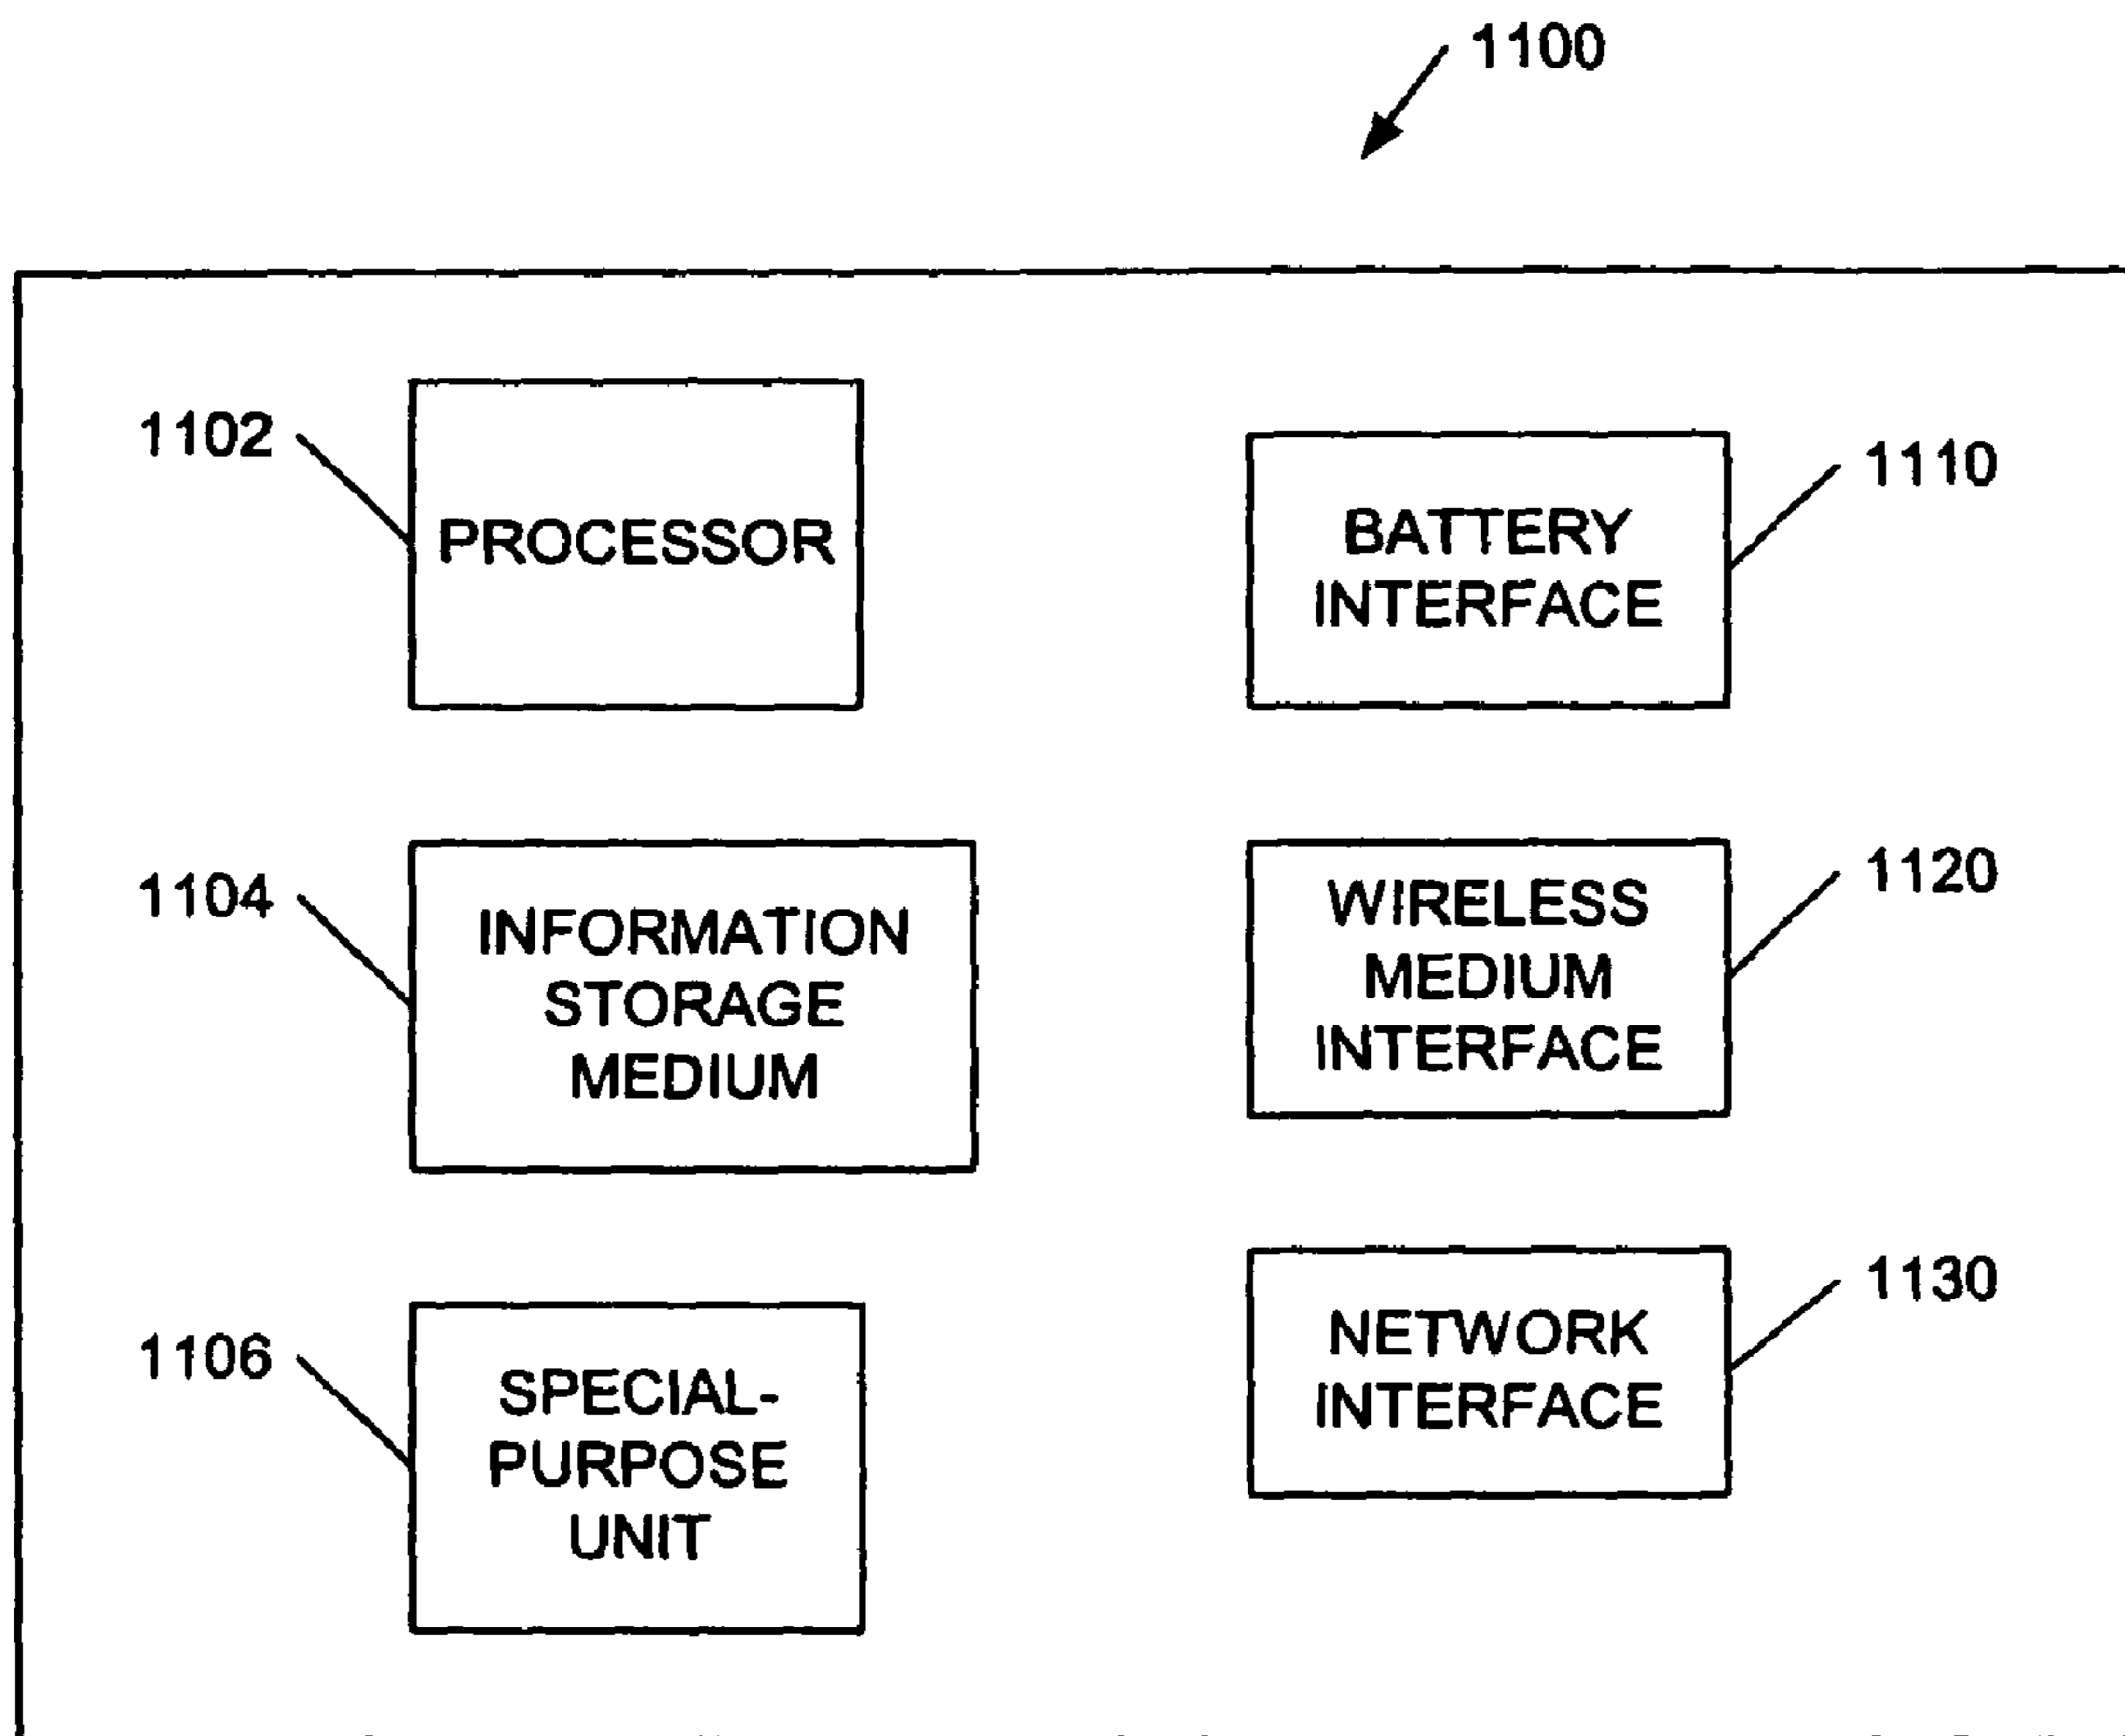 1100
1102
PROCESSOR
1110
BATTERY
INTERFACE
1104
INFORMATION
STORAGE
MEDIUM
1120
WIRELESS
MEDIUM
INTERFACE
1106
SPECIAL-
PURPOSE
UNIT
1130
NETWORK
INTERFACE